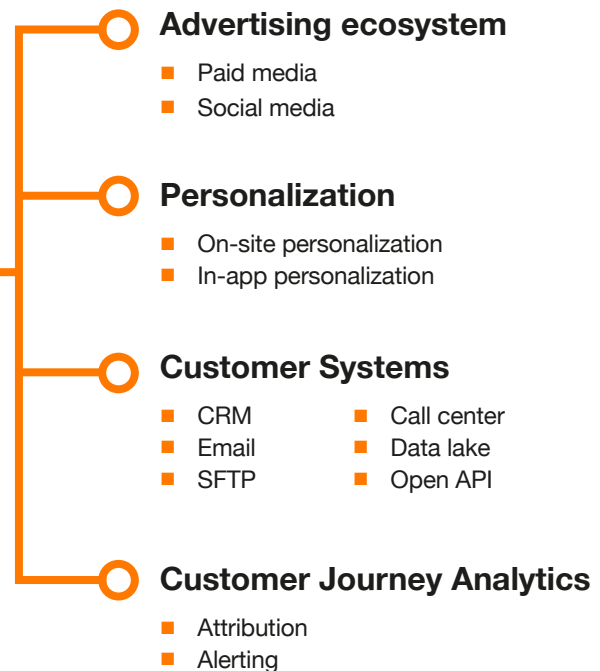 Advertising ecosystem
Paid media
Social media
Personalization
On-site personalization
In-app personalization
Customer Systems
CRM
Email
SFTP
Call center
Data lake
Open API
Customer Journey Analytics
Attribution
Alerting